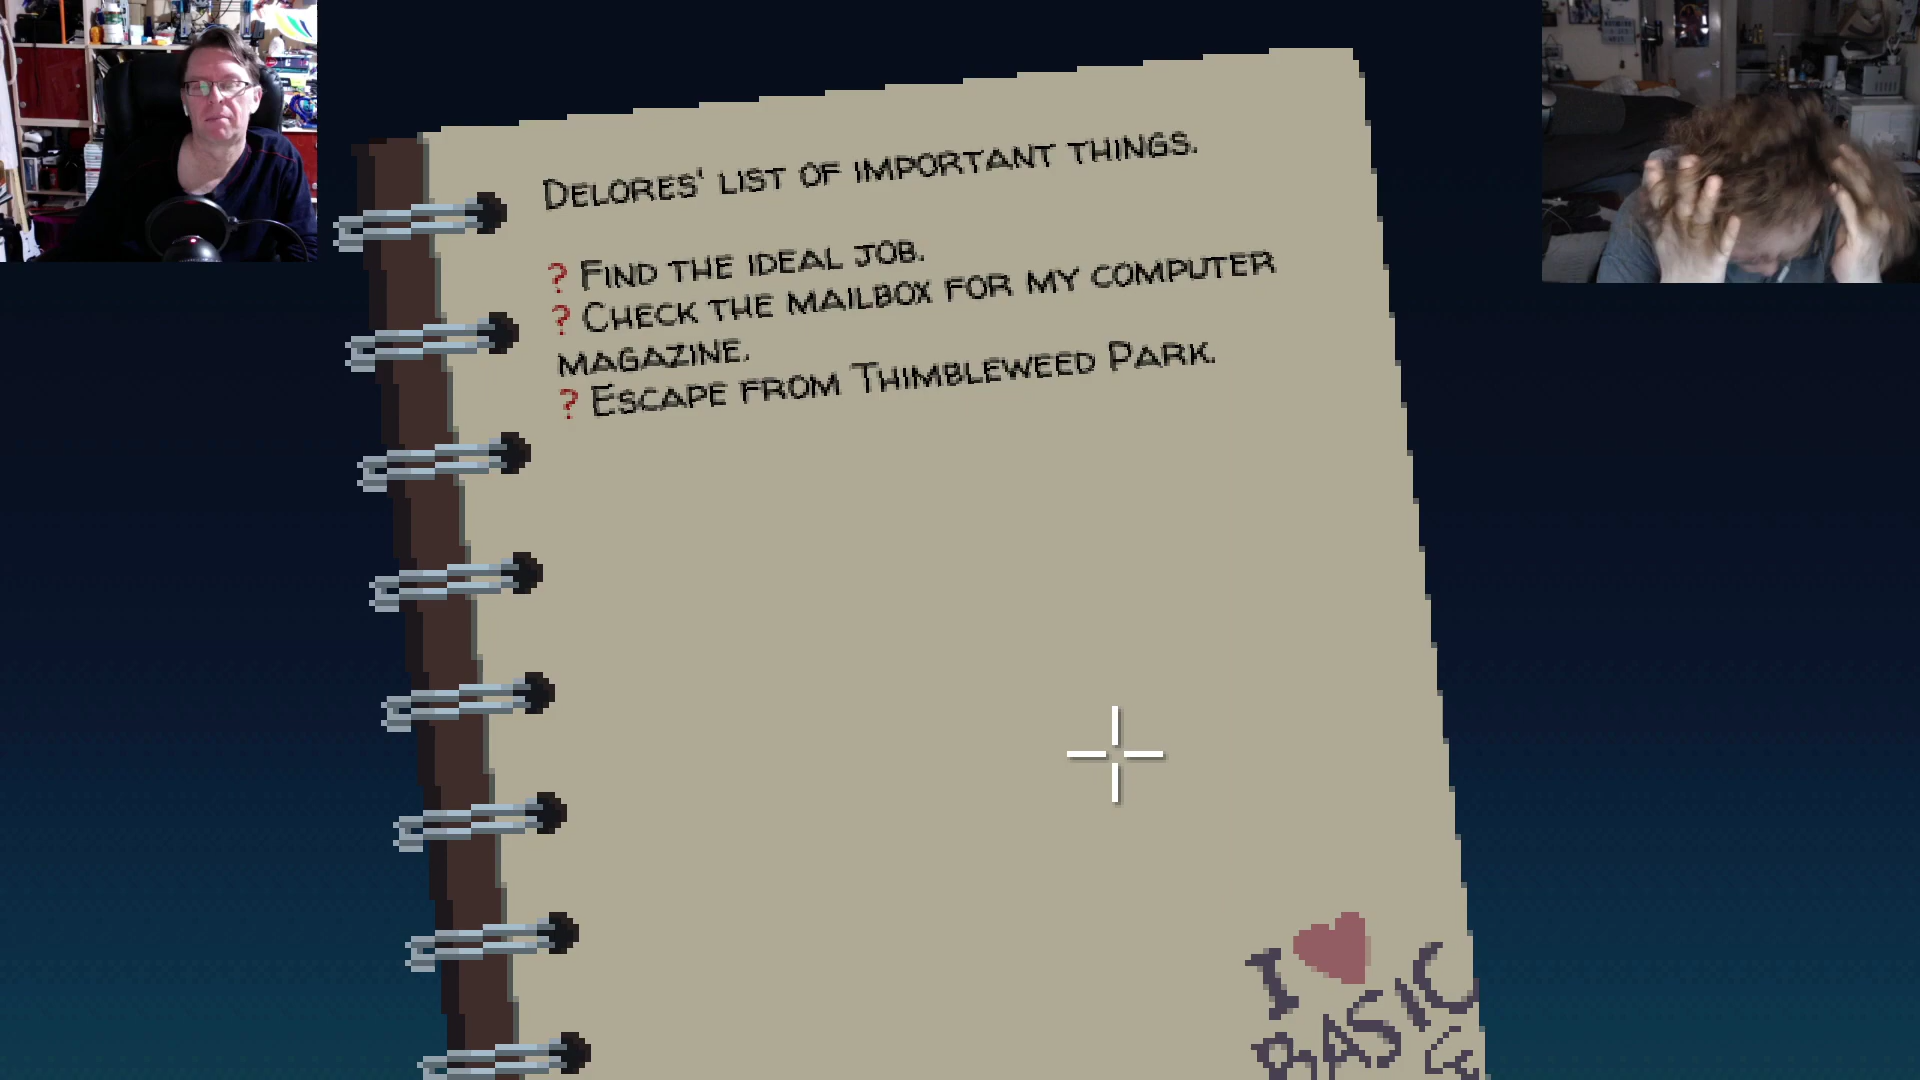 DELORES' LIST OF IMPORTANT THINGS.
? FIND THE IDEAL JOB.
? CHECK THE MAILBOX FOR MY COMPUTER
MAGAZINE.
? ESCAPE FROM THIMBLEWEED PARK.
I
BASIC